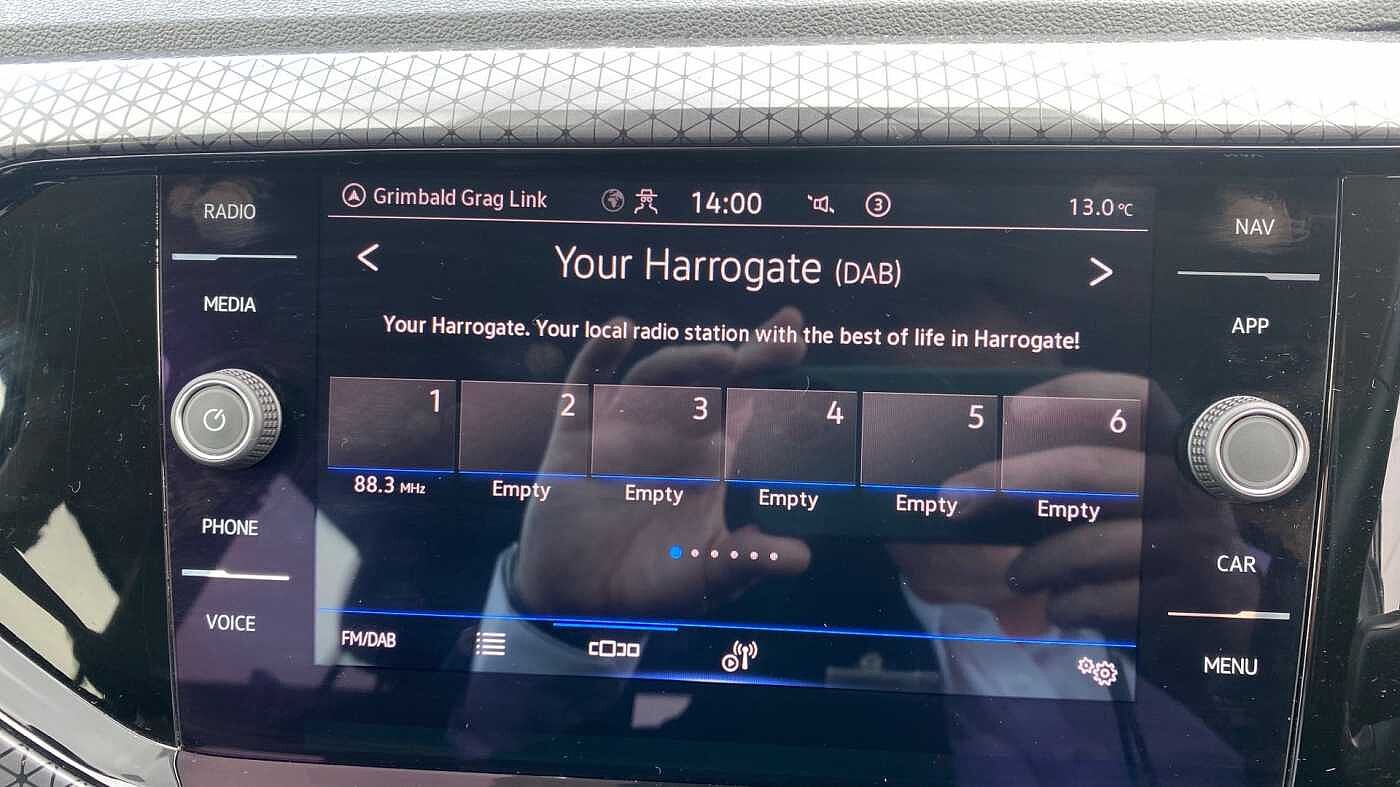 RADIO
MEDIA
PHONE
VOICE
Grimbald Grag Link 14:00 3 13.0°C
Your Harrogate (DAB)
Your Harrogate. Your local radio station with the best of life in Harrogate!
1 2 3 4 5 6
88.3 MHz Empty Empty Empty Empty Empty
FM/DAB
NAV
APP
CAR
MENU